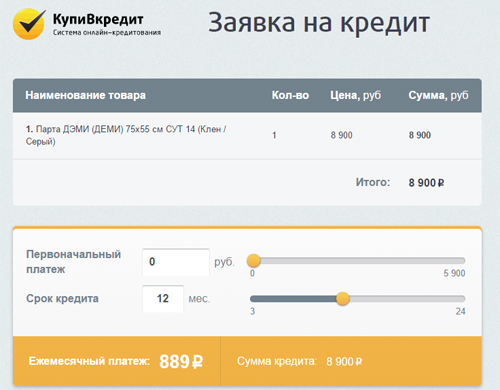 КупиВкредит
Система онлайн-кредитования
Заявка на кредит
Наименование товара Кол-во Цена, руб Сумма, руб
1. Парта ДЭМИ (ДЕМИ) 75x55 см СУТ 14 (Клен /
Серый) 1 8 900 8 900
Итого: 8 900 ₽
Первоначальный
платеж 0 руб.
0 5 900
Срок кредита 12 мес.
3 24
Ежемесячный платеж: 889 ₽ Сумма кредита: 8 900 ₽